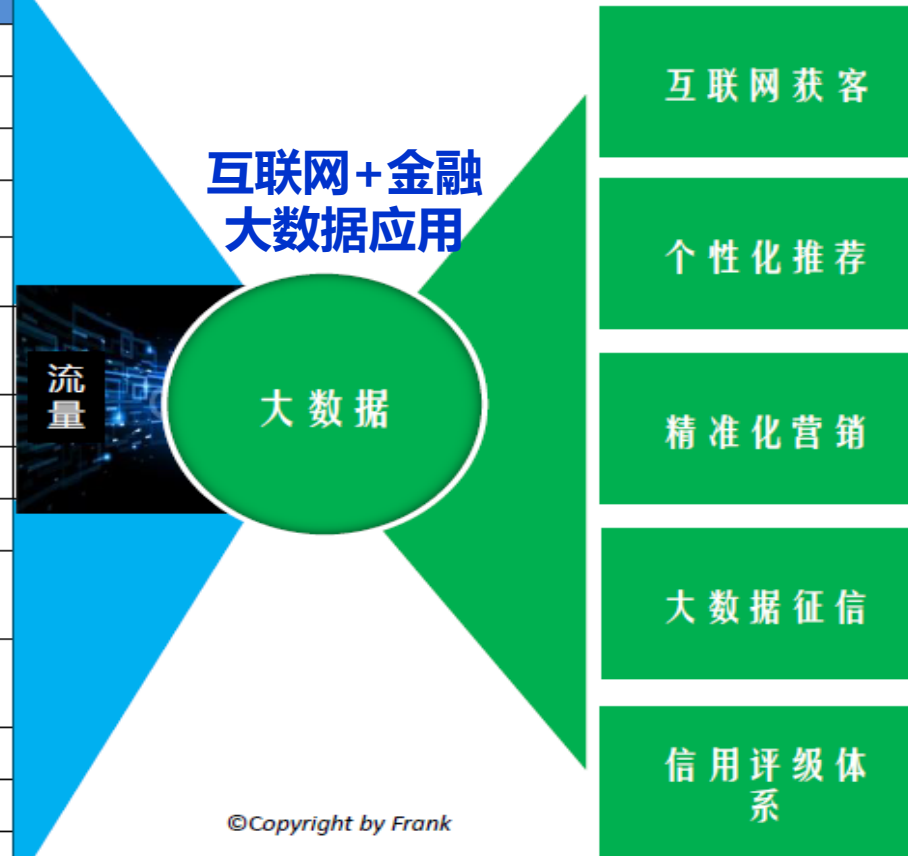 互联网+金融
大数据应用
流
量
大数据
互联网获客
个性化推荐
精准化营销
大数据征信
信用评级体
系
©Copyright by Frank